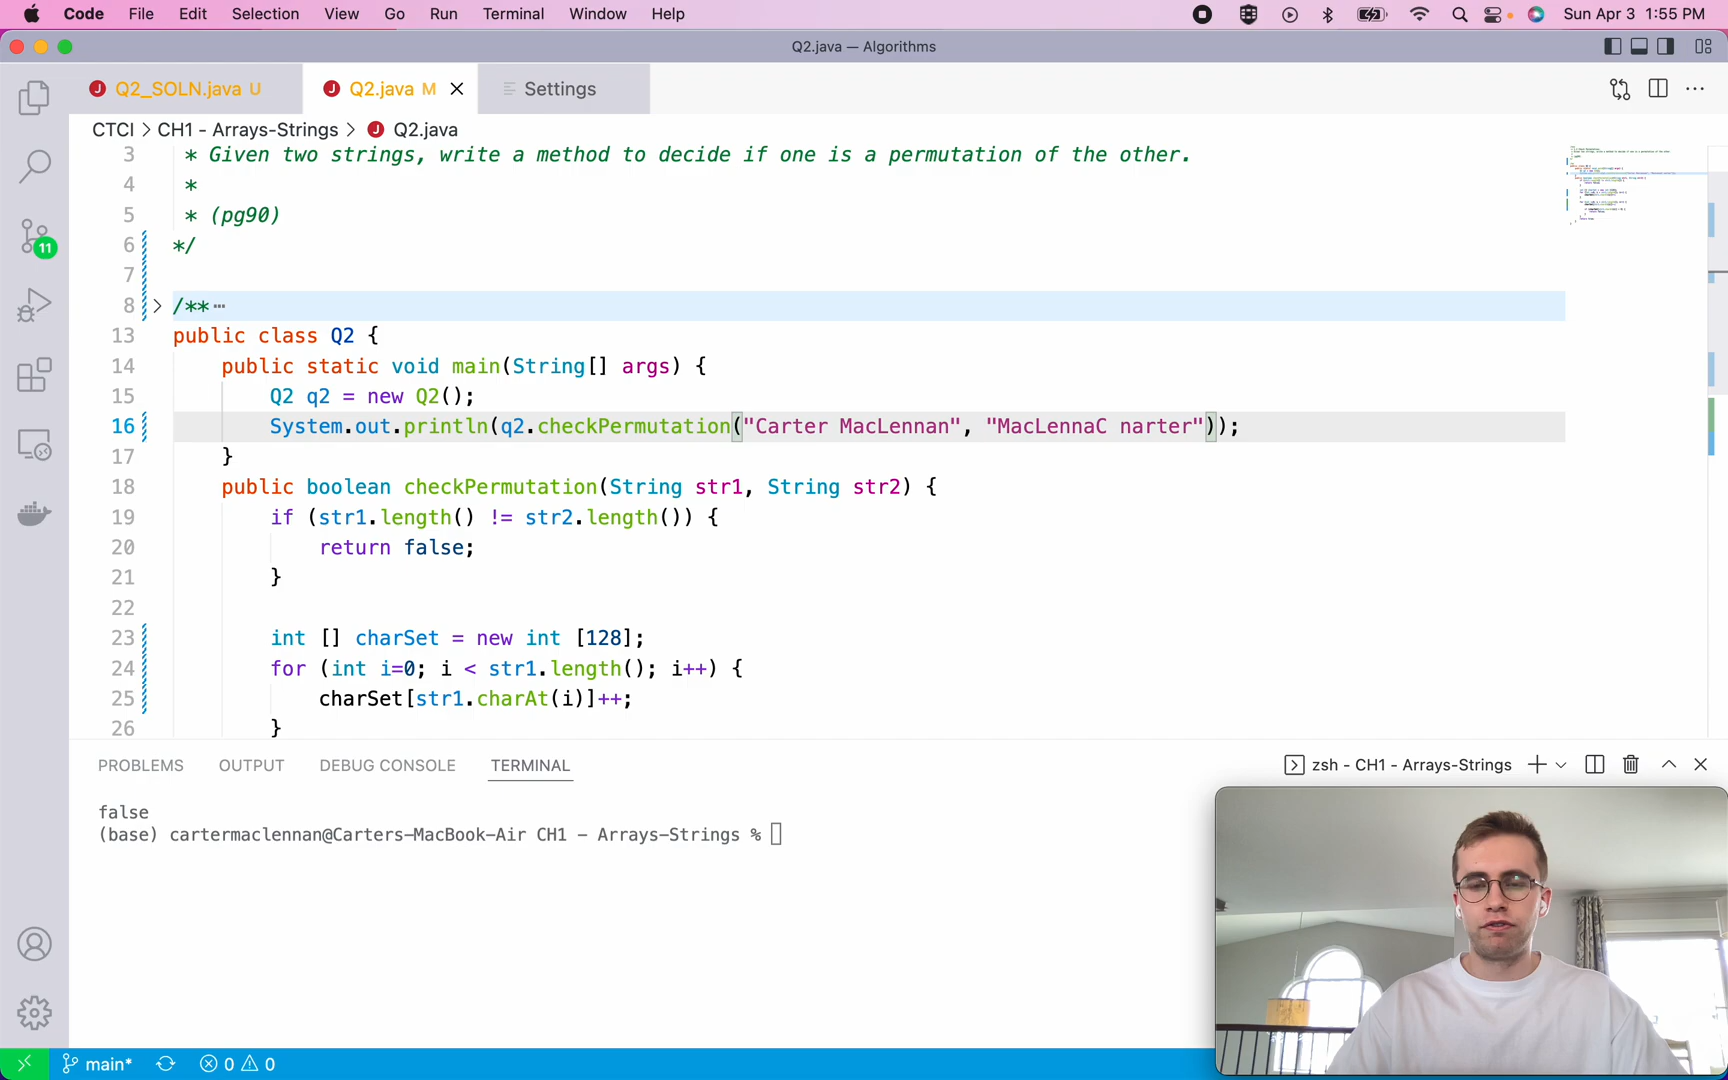 Code File Edit Selection View Go Run Terminal Window Help Sun Apr 3 1:55 PM
Q2.java — Algorithms
Q2_SOLN.java U Q2.java M Settings
CTCI > CH1 - Arrays-Strings > Q2.java
3 * Given two strings, write a method to decide if one is a permutation of the other.
4 *
5 * (pg90)
6 */
7
8 /** ⋯
13 public class Q2 {
14 public static void main(String[] args) {
15 Q2 q2 = new Q2();
16 System.out.println(q2.checkPermutation("Carter MacLennan", "MacLennaC narter"));
17 }
18 public boolean checkPermutation(String str1, String str2) {
19 if (str1.length() != str2.length()) {
20 return false;
21 }
22
23 int [] charSet = new int [128];
24 for (int i=0; i < str1.length(); i++) {
25 charSet[str1.charAt(i)]++;
26 }
11
PROBLEMS OUTPUT DEBUG CONSOLE TERMINAL zsh - CH1 - Arrays-Strings
false
(base) cartermaclennan@Carters-MacBook-Air CH1 - Arrays-Strings %
main* 0 0